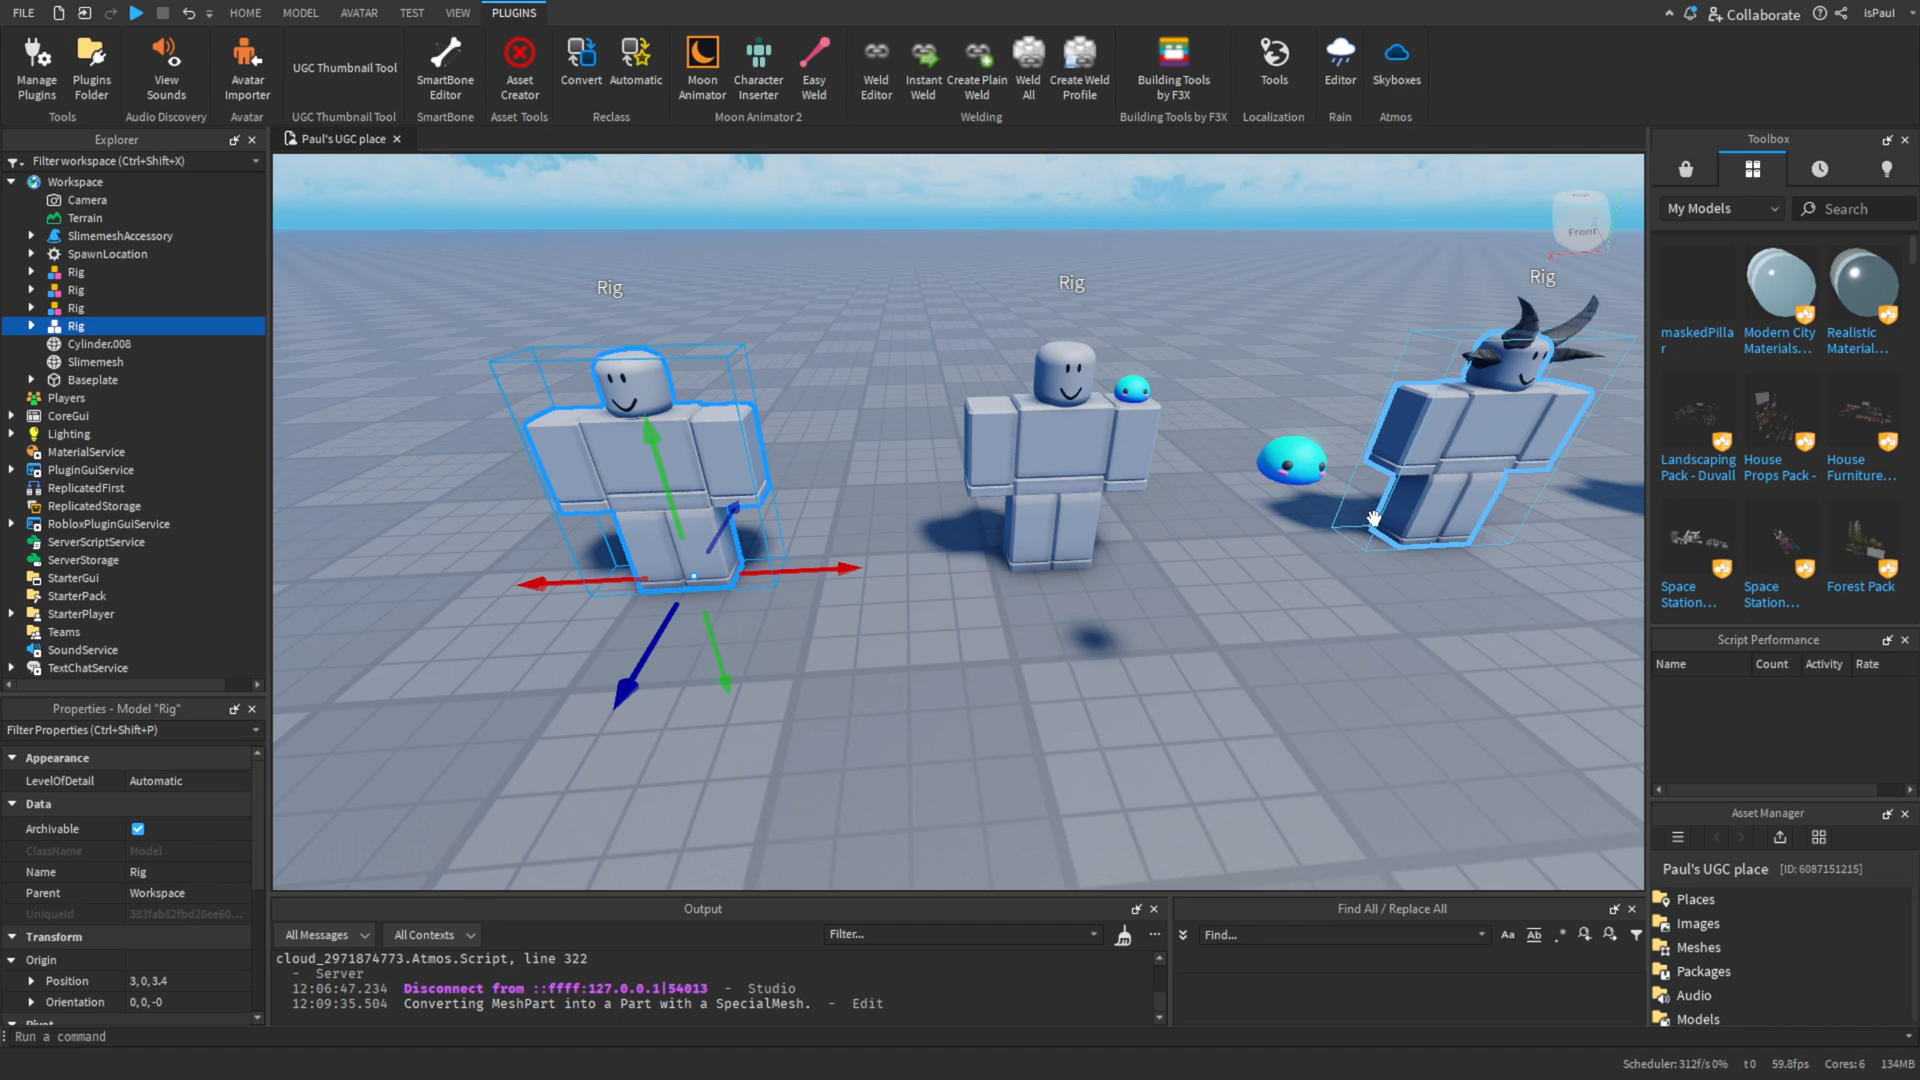 FILE HOME MODEL AVATAR TEST VIEW PLUGINS Collaborate isPaul
Manage Plugins
Plugins Folder
Tools
View Sounds
Audio Discovery
Avatar Importer
Avatar
UGC Thumbnail Tool
UGC Thumbnail Tool
SmartBone Editor
SmartBone
Asset Creator
Asset Tools
Convert
Automatic
Reclass
Moon Animator
Character Inserter
Easy Weld
Moon Animator 2
Weld Editor
Instant Weld
Create Plain Weld
Weld All
Create Weld Profile
Welding
Building Tools by F3X
Building Tools by F3X
Tools
Localization
Editor
Rain
Skyboxes
Atmos
Explorer
Filter workspace (Ctrl+Shift+X)
Workspace
Camera
Terrain
SlimemeshAccessory
SpawnLocation
Rig
Rig
Rig
Rig
Cylinder.008
Slimemesh
Baseplate
Players
CoreGui
Lighting
MaterialService
PluginGuiService
ReplicatedFirst
ReplicatedStorage
RobloxPluginGuiService
ServerScriptService
ServerStorage
StarterGui
StarterPack
StarterPlayer
Teams
SoundService
TextChatService
Properties - Model "Rig"
Filter Properties (Ctrl+Shift+P)
Appearance
LevelOfDetail Automatic
Data
Archivable
ClassName Model
Name Rig
Parent Workspace
UniqueId 383fab62fbd26ee60...
Transform
Origin
Position 3,0,3.4
Orientation 0,0,-0
Pivot
Run a command
Paul's UGC place
Rig
Rig
Rig
Front
X
Output
All Messages All Contexts Filter...
cloud_2971874773.Atmos.Script, line 322
- Server
12:06:47.234 Disconnect from ::ffff:127.0.0.1|54013 - Studio
12:09:35.504 Converting MeshPart into a Part with a SpecialMesh. - Edit
Find All / Replace All
Find... Aa Ab .*
Toolbox
My Models Search
maskedPilla
r
Modern City
Materials...
Realistic
Material...
Landscaping
Pack - Duvall
House
Props Pack -
House
Furniture...
Space
Station...
Space
Station...
Forest Pack
Script Performance
Name Count Activity Rate
Asset Manager
Paul's UGC place [ID: 6087151215]
Places
Images
Meshes
Packages
Audio
Models
Scheduler: 312f/s 0% t 0 59.8fps Cores: 6 134MB